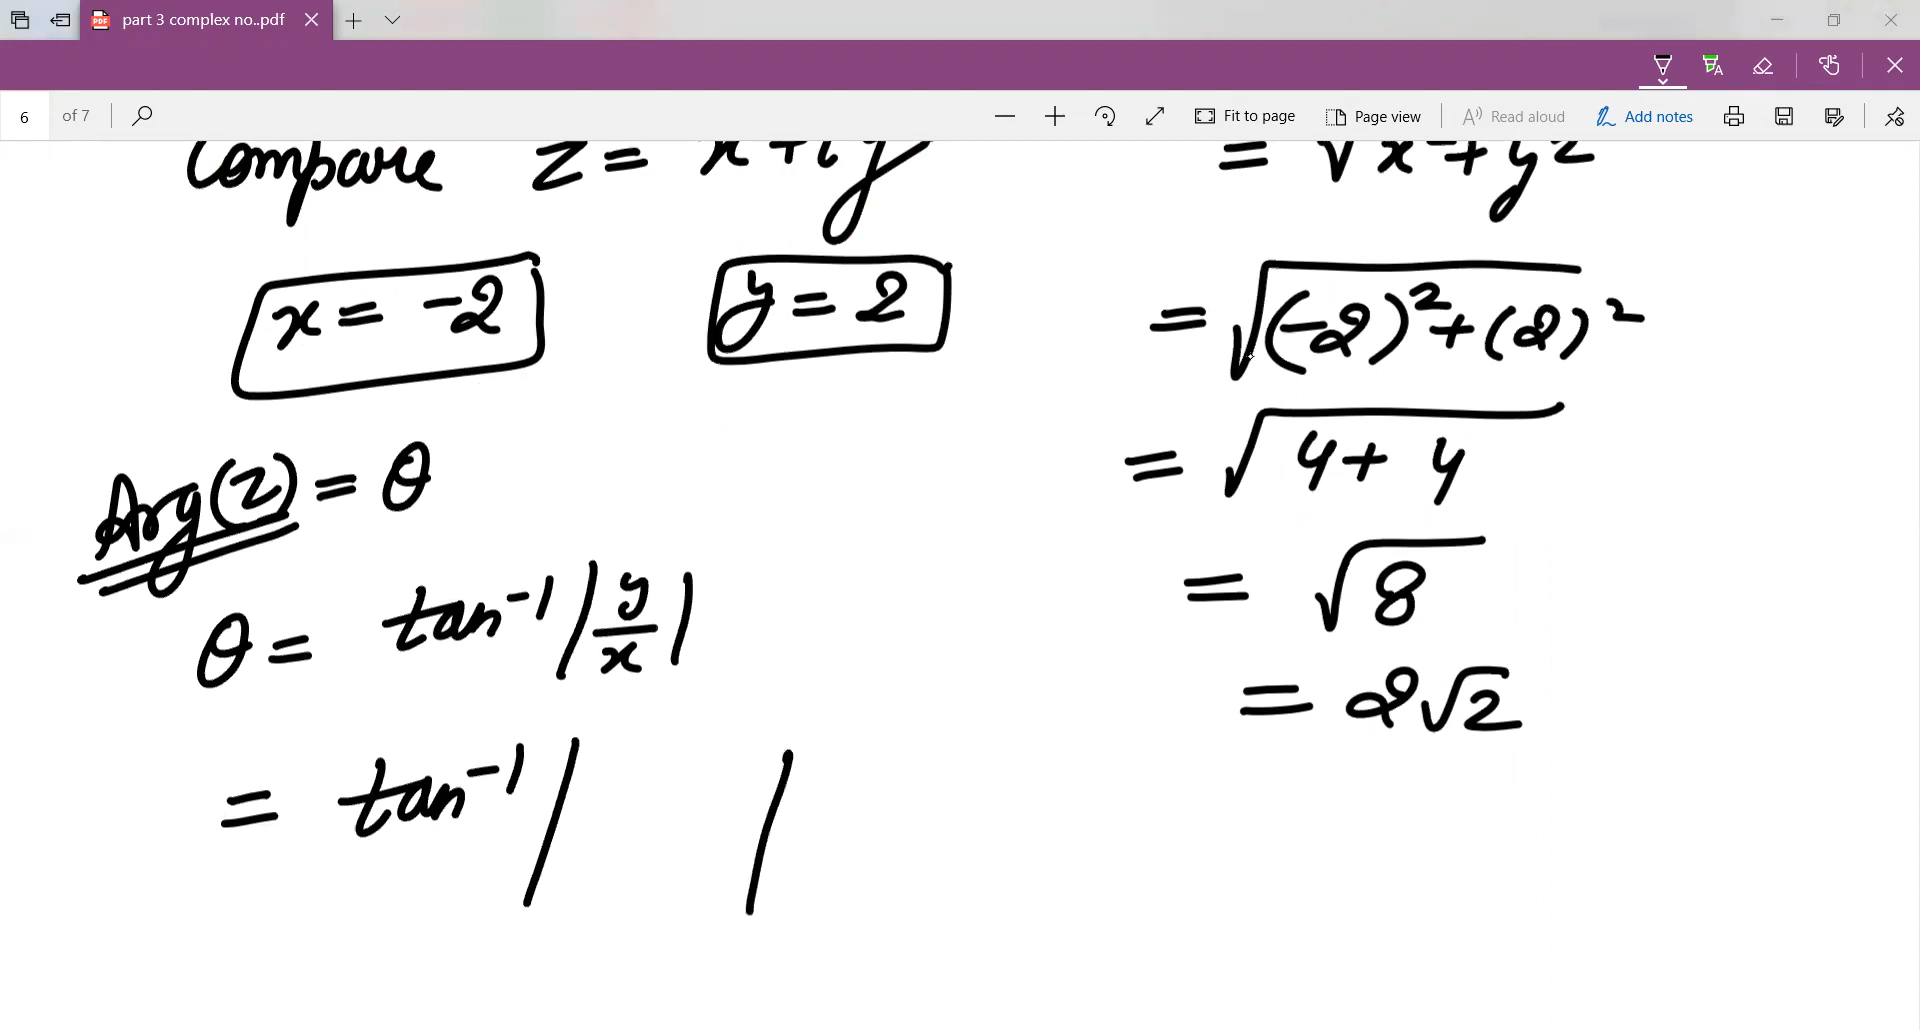 part 3 complex no..pdf
6 of 7
Fit to page
Page view
Read aloud
Add notes
Compare z = x + iy
x = -2
y = 2
Arg(z) = θ
θ = tan⁻¹ |y/x|
= tan⁻¹ | |
= √x²+y²
= √(-2)²+(2)²
= √4+4
= √8
= 2√2